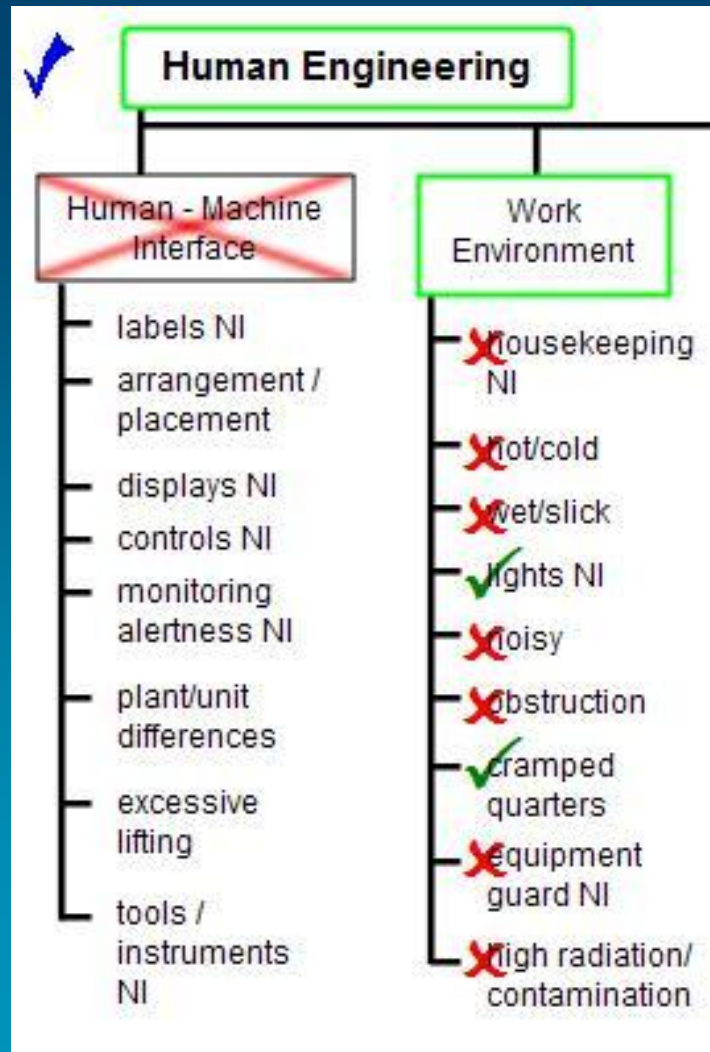 Human Engineering
Human - Machine
Interface
labels NI
arrangement /
placement
displays NI
controls NI
monitoring
alertness NI
plant/unit
differences
excessive
lifting
tools /
instruments
NI
Work
Environment
housekeeping
NI
hot/cold
wet/slick
lights NI
noisy
obstruction
cramped
quarters
equipment
guard NI
high radiation/
contamination